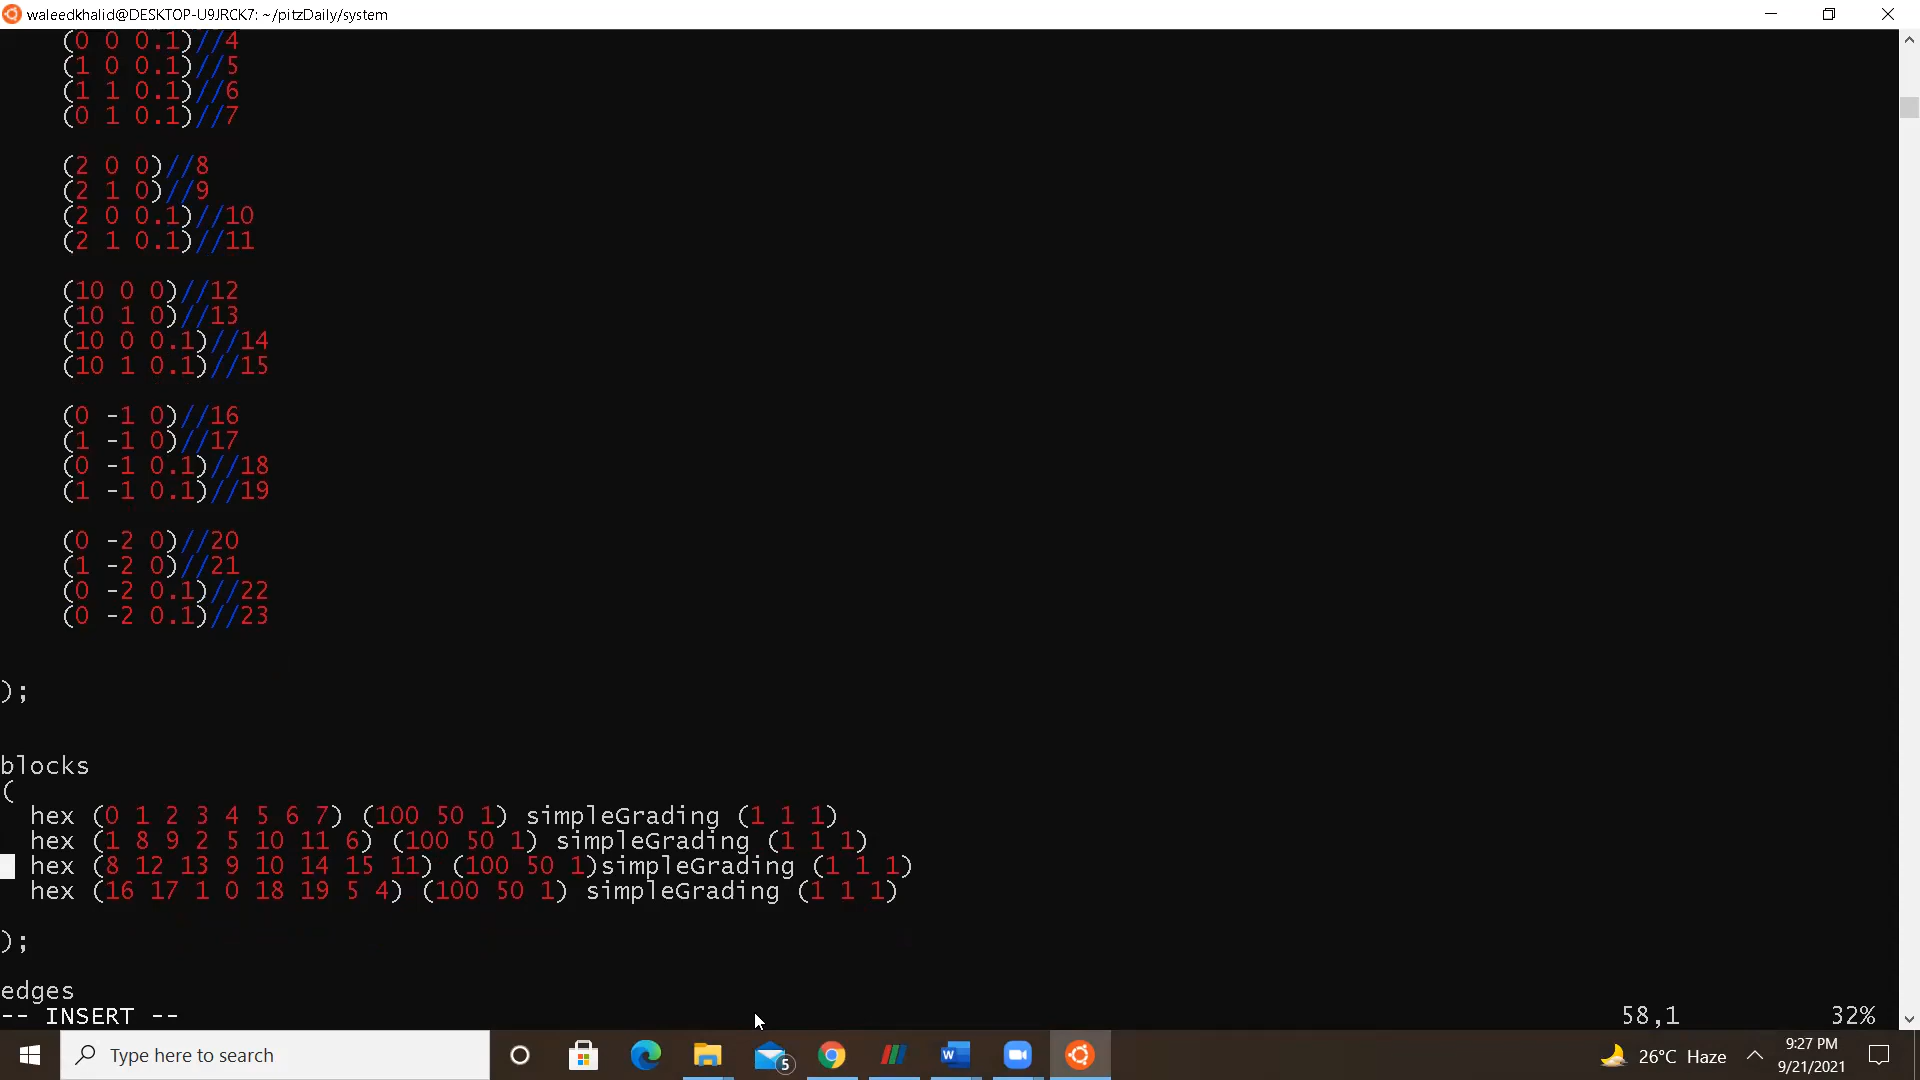 waleedkhalid@DESKTOP-U9JRCK7: ~/pitzDaily/system
(0 0 0.1)//4
(1 0 0.1)//5
(1 1 0.1)//6
(0 1 0.1)//7
(2 0 0)//8
(2 1 0)//9
(2 0 0.1)//10
(2 1 0.1)//11
(10 0 0)//12
(10 1 0)//13
(10 0 0.1)//14
(10 1 0.1)//15
(0 -1 0)//16
(1 -1 0)//17
(0 -1 0.1)//18
(1 -1 0.1)//19
(0 -2 0)//20
(1 -2 0)//21
(0 -2 0.1)//22
(0 -2 0.1)//23
);
blocks
(
hex (0 1 2 3 4 5 6 7) (100 50 1) simpleGrading (1 1 1)
hex (1 8 9 2 5 10 11 6) (100 50 1) simpleGrading (1 1 1)
hex (8 12 13 9 10 14 15 11) (100 50 1)simpleGrading (1 1 1)
hex (16 17 1 0 18 19 5 4) (100 50 1) simpleGrading (1 1 1)
);
edges
-- INSERT -- 58,1 32%
Type here to search 5 W 26°C Haze 9:27 PM
9/21/2021